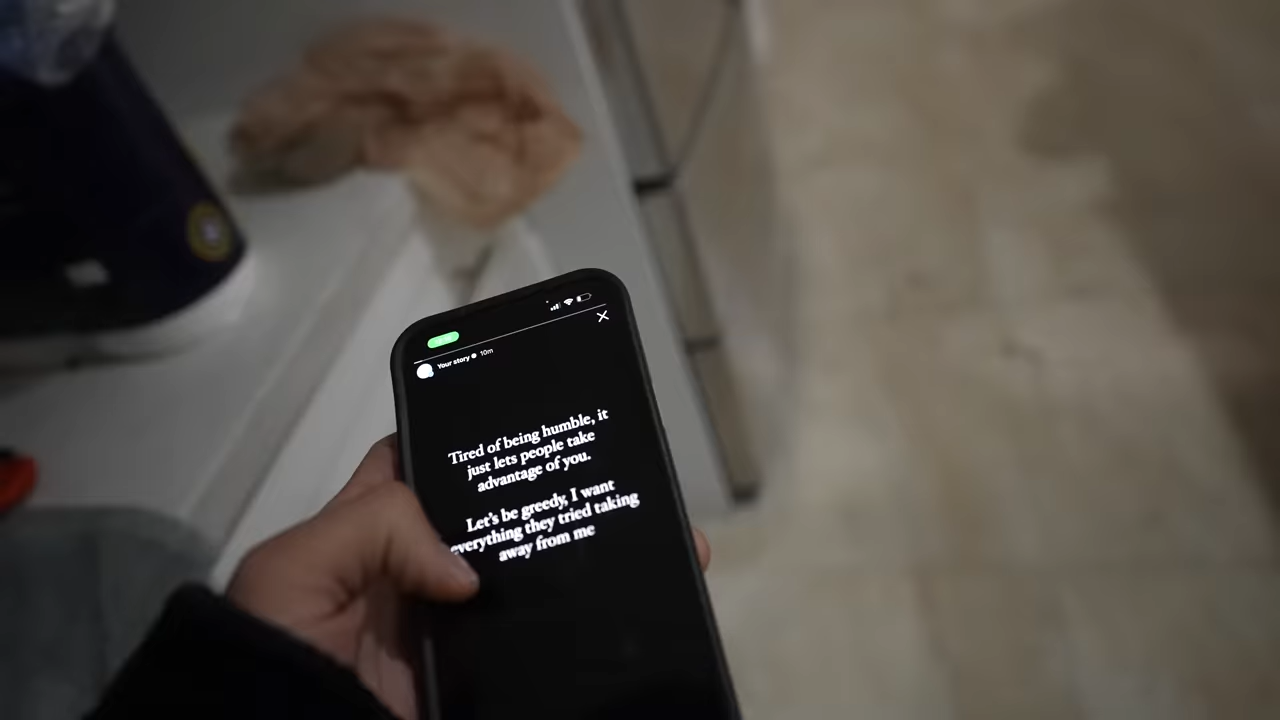 Your story 10m
Tired of being humble, it
just lets people take
advantage of you.
Let's be greedy, I want
everything they tried taking
away from me